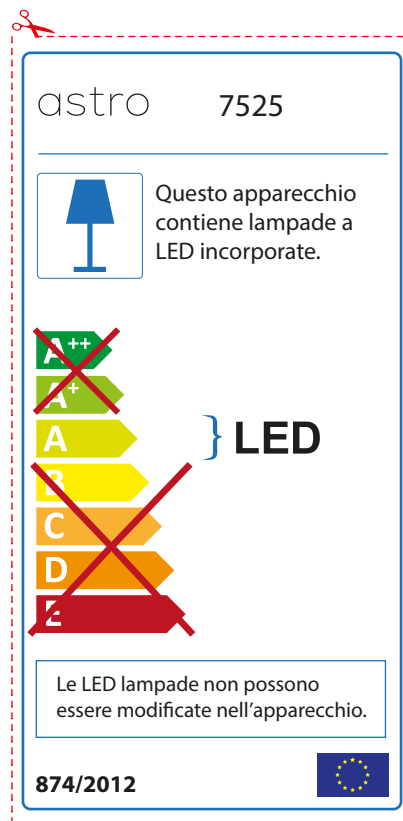 astro 7525
Questo apparecchio
contiene lampade a
LED incorporate.
A++
A+
A
LED
B
C
D
E
Le LED lampade non possono
essere modificate nell'apparecchio.
874/2012